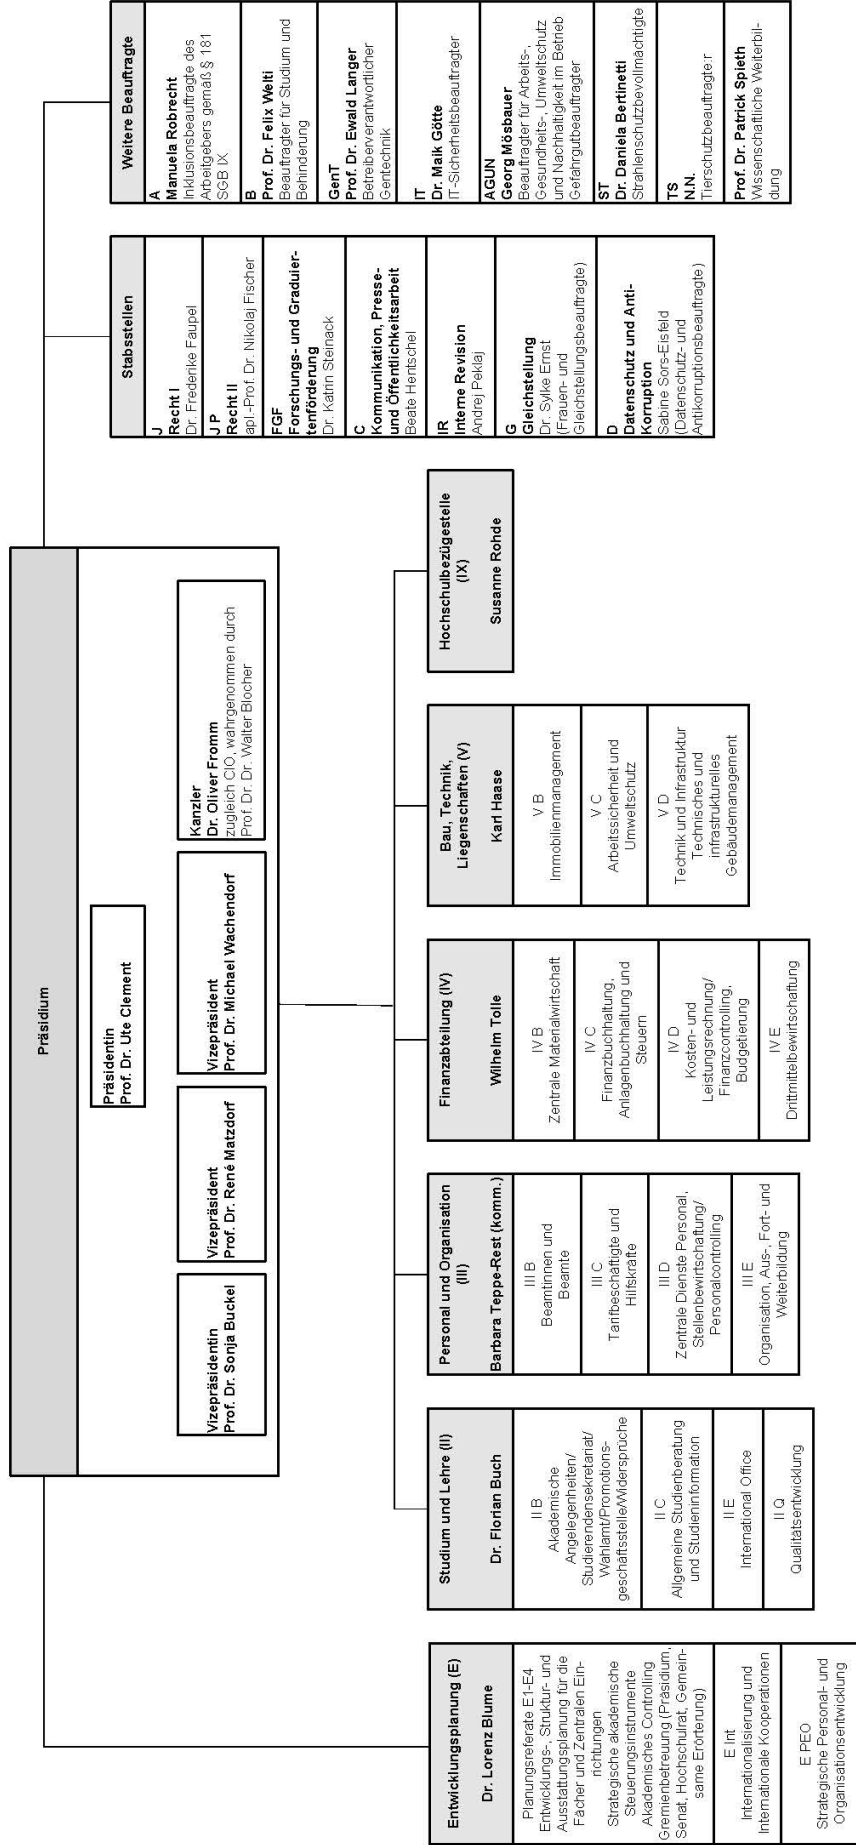 Präsidium
Präsidentin
Prof. Dr. Ute Clement
Vizepräsidentin
Prof. Dr. Sonja Buckel
Vizepräsident
Prof. Dr. René Matzdorf
Vizepräsident
Prof. Dr. Michael Wachendorf
Kanzler
Dr. Oliver Fromm
zugleich CIO, wahrgenommen durch
Prof. Dr. Dr. Walter Blocher
Entwicklungsplanung (E)
Dr. Lorenz Blume
Planungsreferate E1-E4
Entwicklungs-, Struktur- und
Ausstattungsplanung für die
Fächer und Zentralen Ein-
richtungen
Strategische akademische
Steuerungsinstrumente
Akademisches Controlling
Gremienbetreuung (Präsidium,
Senat, Hochschulrat, Gemein-
same Erörterung)
E Int
Internationalisierung und
Internationale Kooperationen
E PEO
Strategische Personal- und
Organisationsentwicklung
Studium und Lehre (II)
Dr. Florian Buch
II B
Akademische
Angelegenheiten/
Studierendensekretariat/
Wahlamt/Promotions-
geschäftsstelle/Widersprüche
II C
Allgemeine Studienberatung
und Studieninformation
II E
International Office
II Q
Qualitätsentwicklung
Personal und Organisation
(III)
Barbara Teppe-Rest (komm.)
III B
Beamtinnen und
Beamte
III C
Tarifbeschäftigte und
Hilfskräfte
III D
Zentrale Dienste Personal,
Stellenbewirtschaftung/
Personalcontrolling
III E
Organisation, Aus-, Fort- und
Weiterbildung
Finanzabteilung (IV)
Wilhelm Tolle
IV B
Zentrale Materialwirtschaft
IV C
Finanzbuchhaltung,
Anlagenbuchhaltung und
Steuern
IV D
Kosten- und
Leistungsrechnung/
Finanzcontrolling,
Budgetierung
IV E
Drittmittelbewirtschaftung
Bau, Technik,
Liegenschaften (V)
Karl Haase
V B
Immobilienmanagement
V C
Arbeitssicherheit und
Umweltschutz
V D
Technik und Infrastruktur
Technisches und
infrastrukturelles
Gebäudemanagement
Hochschulbezügestelle
(IX)
Susanne Rohde
Stabsstellen
J
Recht I
Dr. Frederike Faupel
J P
Recht II
apl.-Prof. Dr. Nikolaj Fischer
FGF
Forschungs- und Graduier-
tenförderung
Dr. Katrin Steinack
C
Kommunikation, Presse-
und Öffentlichkeitsarbeit
Beate Hentschel
IR
Interne Revision
Andrej Peklaj
G
Gleichstellung
Dr. Sylke Ernst
(Frauen- und
Gleichstellungsbeauftragte)
D
Datenschutz und Anti-
Korruption
Sabine Sors-Eisfeld
(Datenschutz- und
Antikorruptionsbeauftragte)
Weitere Beauftragte
A
Manuela Robrecht
Inklusionsbeauftragte des
Arbeitgebers gemäß § 181
SGB IX
B
Prof. Dr. Felix Welti
Beauftragter für Studium und
Behinderung
GenT
Prof. Dr. Ewald Langer
Betreiberverantwortlicher
Gentechnik
IT
Dr. Maik Götte
IT-Sicherheitsbeauftragter
AGUN
Georg Mösbauer
Beauftragter für Arbeits-,
Gesundheits-, Umweltschutz
und Nachhaltigkeit im Betrieb
Gefahrgutbeauftragter
ST
Dr. Daniela Bertinetti
Strahlenschutzbevollmächtigte
TS
N.N.
Tierschutzbeauftragte:r
Prof. Dr. Patrick Spieth
Wissenschaftliche Weiterbil-
dung